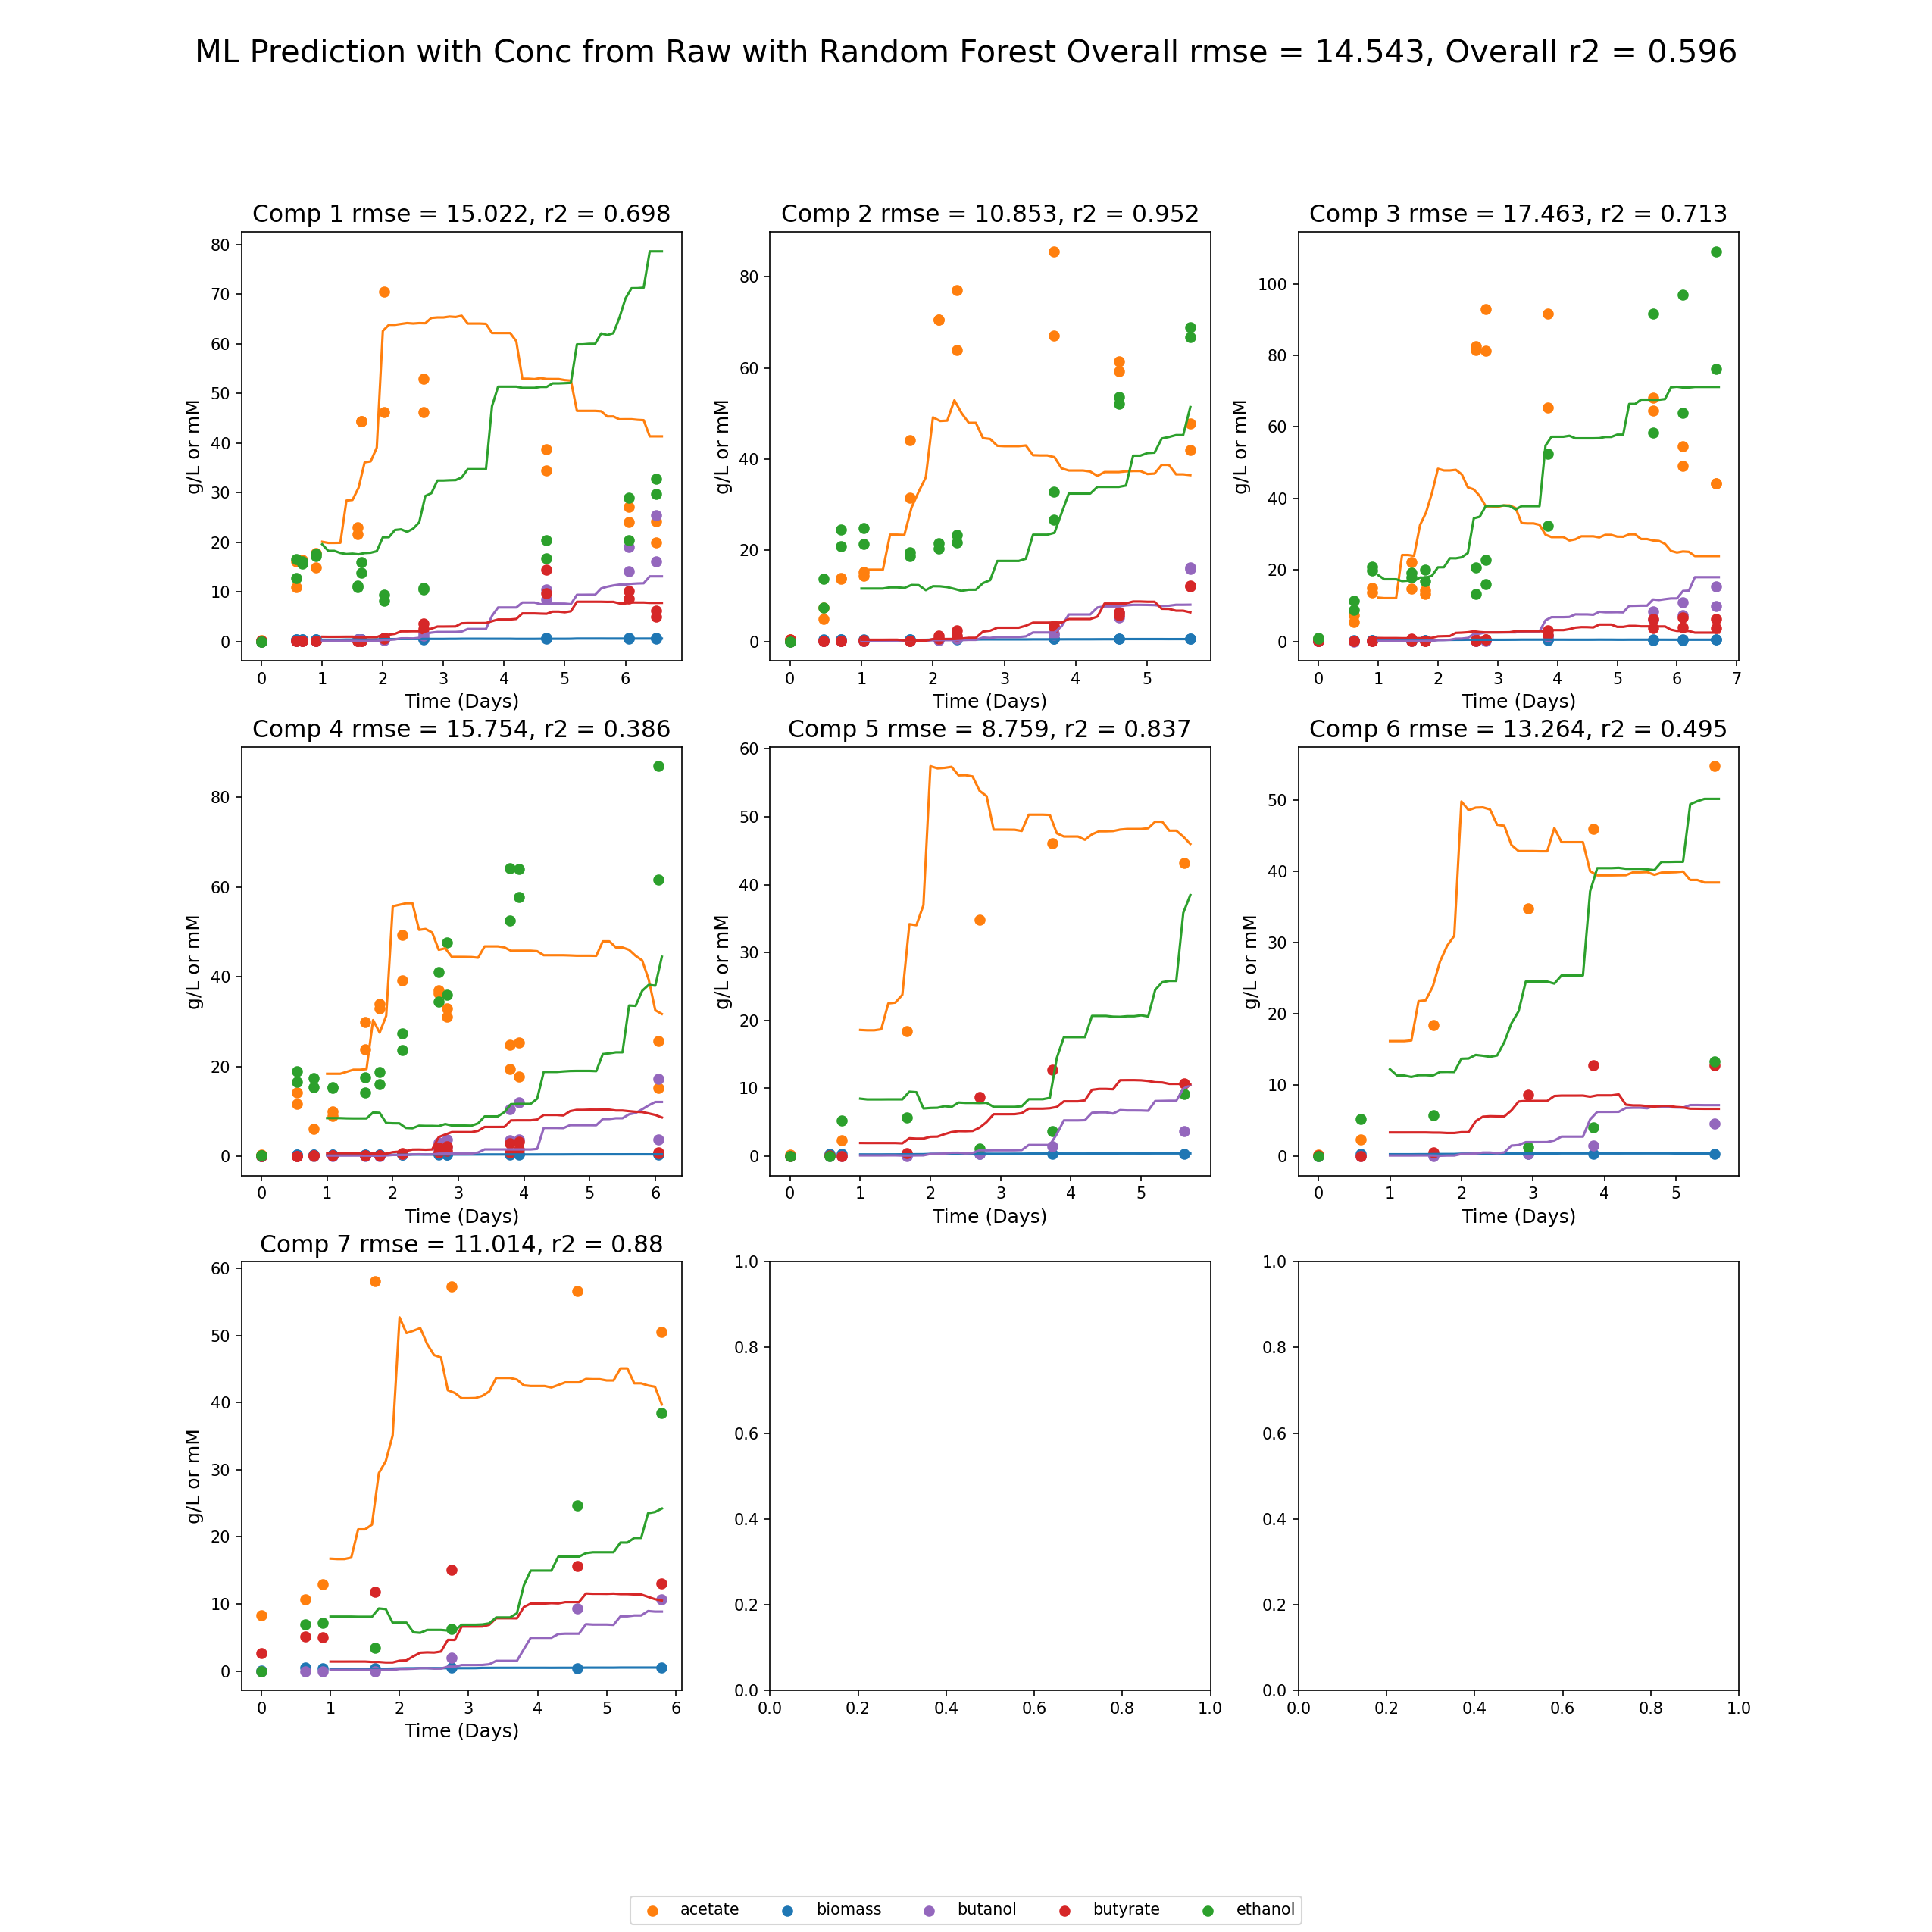 ML Prediction with Conc from Raw with Random Forest Overall rmse = 14.543, Overall r2 = 0.596
Comp 1 rmse = 15.022, r2 = 0.698
80
70
60
50
40
30
20
10
0
g/L or mM
0 1 2 3 4 5 6
Time (Days)
Comp 2 rmse = 10.853, r2 = 0.952
80
60
40
20
0
g/L or mM
0 1 2 3 4 5
Time (Days)
Comp 3 rmse = 17.463, r2 = 0.713
100
80
60
40
20
0
g/L or mM
0 1 2 3 4 5 6 7
Time (Days)
Comp 4 rmse = 15.754, r2 = 0.386
80
60
40
20
0
g/L or mM
0 1 2 3 4 5 6
Time (Days)
Comp 5 rmse = 8.759, r2 = 0.837
60
50
40
30
20
10
0
g/L or mM
0 1 2 3 4 5
Time (Days)
Comp 6 rmse = 13.264, r2 = 0.495
50
40
30
20
10
0
g/L or mM
0 1 2 3 4 5
Time (Days)
Comp 7 rmse = 11.014, r2 = 0.88
60
50
40
30
20
10
0
g/L or mM
0 1 2 3 4 5 6
Time (Days)
1.0
0.8
0.6
0.4
0.2
0.0
0.0 0.2 0.4 0.6 0.8 1.0
1.0
0.8
0.6
0.4
0.2
0.0
0.0 0.2 0.4 0.6 0.8 1.0
acetate biomass butanol butyrate ethanol